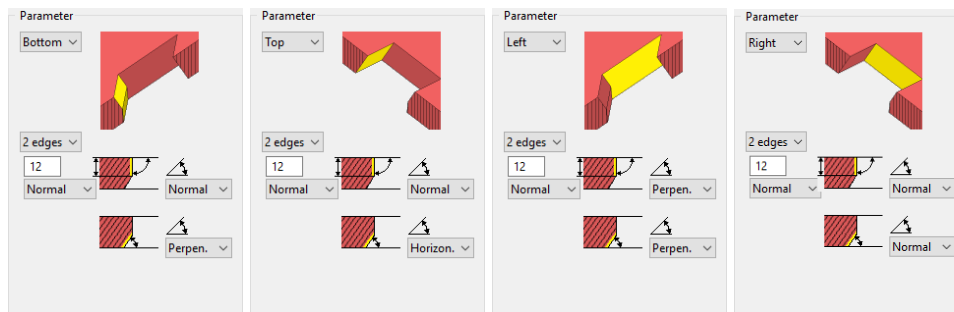 Parameter
Bottom
2 edges
12
Normal
Normal
Perpen.
Parameter
Top
2 edges
12
Normal
Normal
Horizon.
Parameter
Left
2 edges
12
Normal
Perpen.
Perpen.
Parameter
Right
2 edges
12
Normal
Normal
Normal